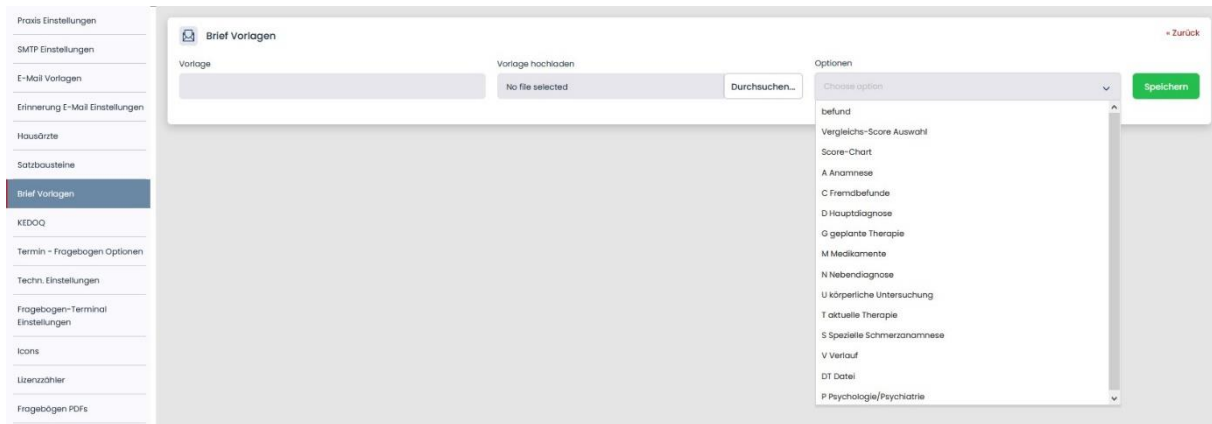 Praxis Einstellungen
SMTP Einstellungen
E-Mail Vorlagen
Erinnerung E-Mail Einstellungen
Hausärzte
Satzbausteine
Brief Vorlagen
KEDOQ
Termin - Fragebogen Optionen
Techn. Einstellungen
Fragebogen-Terminal
Einstellungen
Icons
Lizenzzähler
Fragebögen PDFs
Brief Vorlagen
« Zurück
Vorlage
Vorlage hochladen
Optionen
No file selected
Durchsuchen...
Choose option
Speichern
befund
Vergleichs-Score Auswahl
Score-Chart
A Anamnese
C Fremdbefunde
D Hauptdiagnose
G geplante Therapie
M Medikamente
N Nebendiagnose
U körperliche Untersuchung
T aktuelle Therapie
S Spezielle Schmerzanamnese
V Verlauf
DT Datei
P Psychologie/Psychiatrie